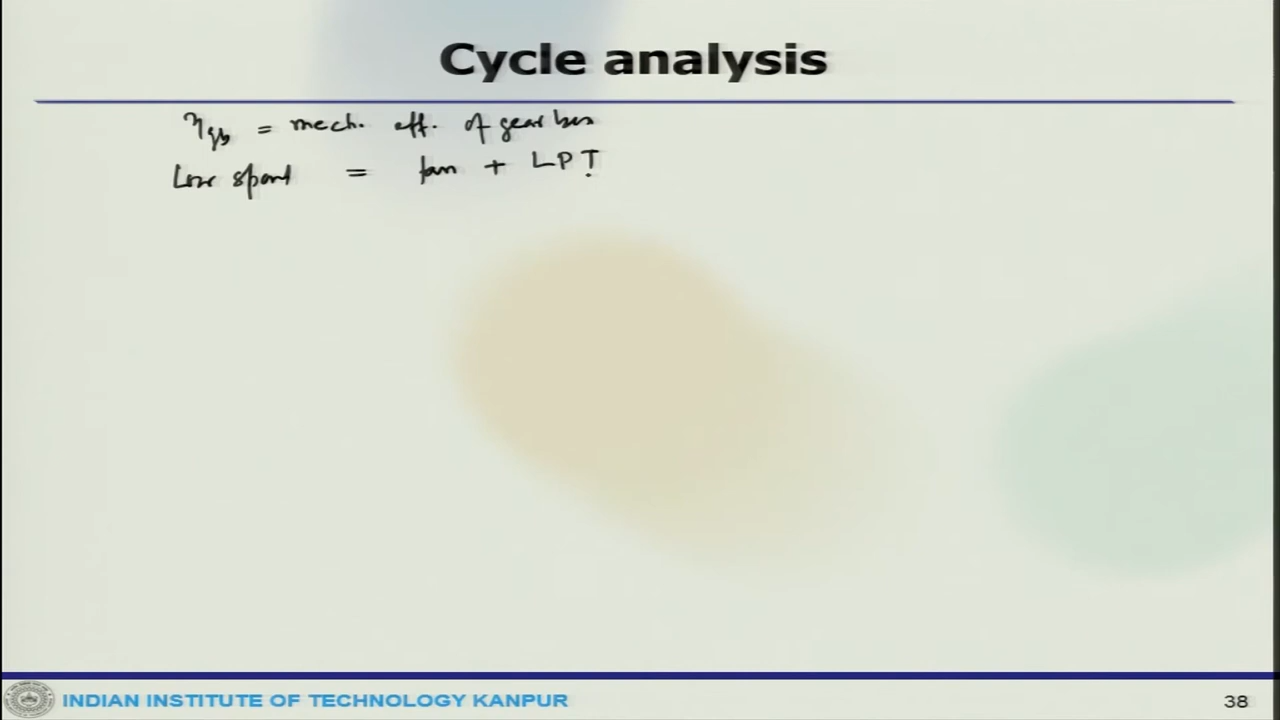 Cycle analysis
η_gb = mech. eff. of gear box
Low spool = fan + LPT
INDIAN INSTITUTE OF TECHNOLOGY KANPUR
38